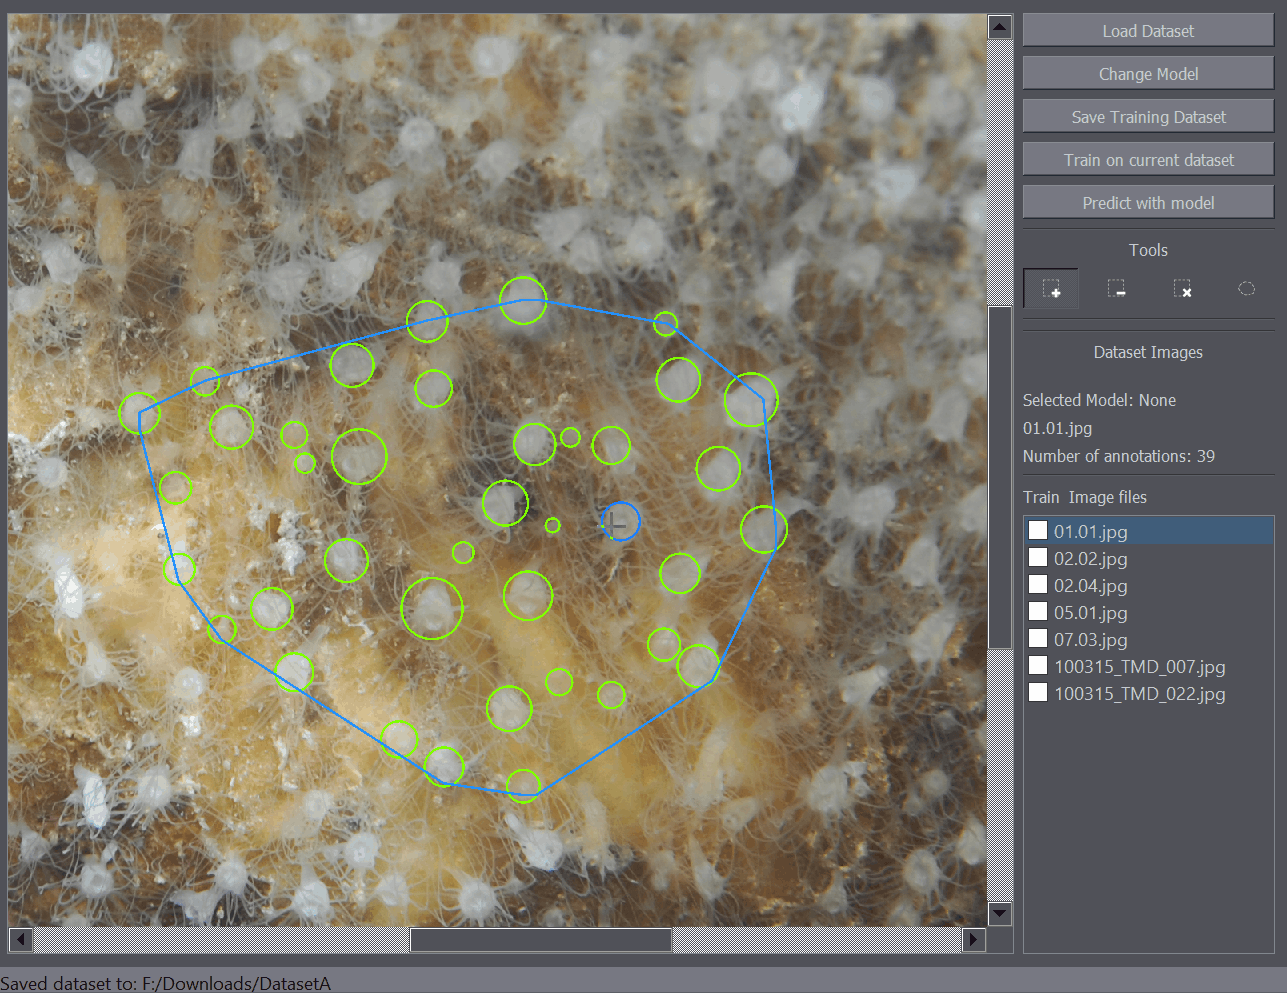 Load Dataset
Change Model
Save Training Dataset
Train on current dataset
Predict with model
Tools
Dataset Images
Selected Model: None
01.01.jpg
Number of annotations: 39
Train Image files
01.01.jpg
02.02.jpg
02.04.jpg
05.01.jpg
07.03.jpg
100315_TMD_007.jpg
100315_TMD_022.jpg
Saved dataset to: F:/Downloads/DatasetA